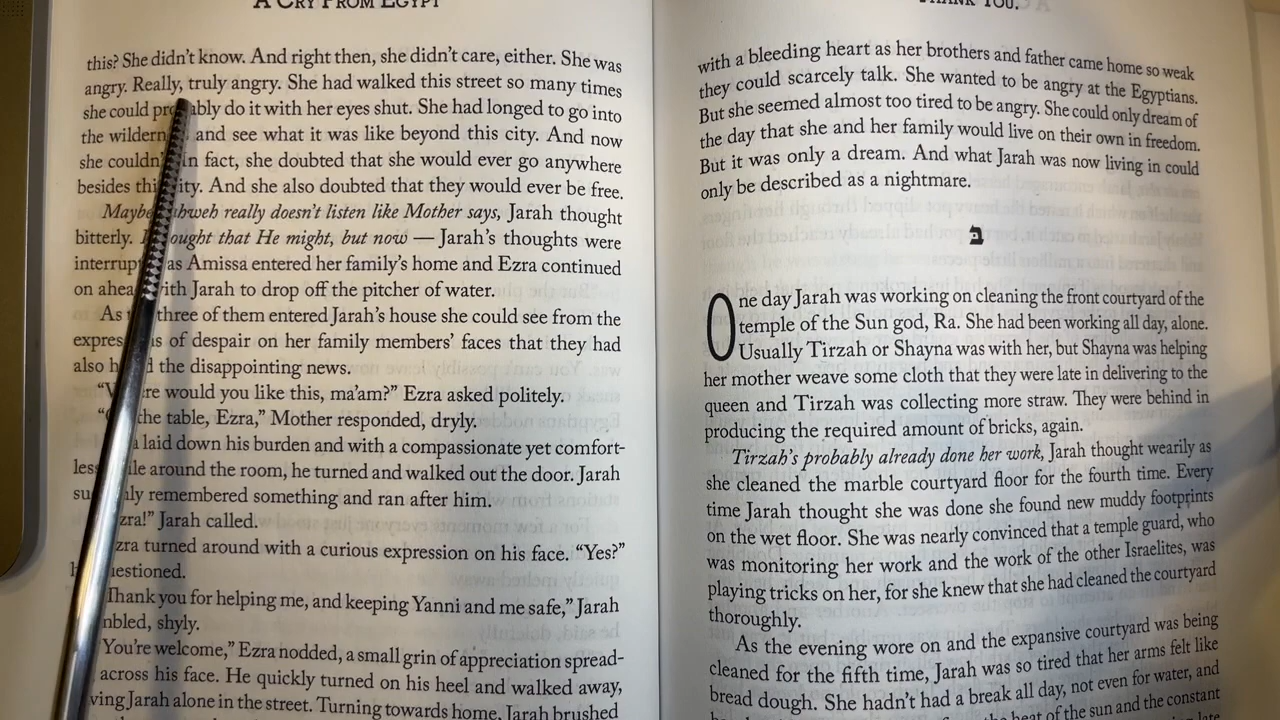 A CRY FROM EGYPT
this? She didn't know. And right then, she didn't care, either. She was
angry. Really, truly angry. She had walked this street so many times
she could do it with her eyes shut. She had longed to go into
the and see what it was like beyond this city. And now
she In fact, she doubted that she would ever go anywhere
besides And she also doubted that they would ever be free.
really doesn't listen like Mother says, Jarah thought
bitterly. that He might, but now — Jarah's thoughts were
as Amissa entered her family's home and Ezra continued
on with Jarah to drop off the pitcher of water.
As three of them entered Jarah's house she could see from the
of despair on her family members' faces that they had
also the disappointing news.
would you like this, ma'am?" Ezra asked politely.
the table, Ezra," Mother responded, dryly.
laid down his burden and with a compassionate yet comfort-
less around the room, he turned and walked out the door. Jarah
remembered something and ran after him.
Jarah called.
turned around with a curious expression on his face. "Yes?"
Thank you for helping me, and keeping Yanni and me safe," Jarah
shyly.
You're welcome," Ezra nodded, a small grin of appreciation spread-
across his face. He quickly turned on his heel and walked away,
Jarah alone in the street. Turning towards home, Jarah brushed
THANK YOU.
with a bleeding heart as her brothers and father came home so weak
they could scarcely talk. She wanted to be angry at the Egyptians.
But she seemed almost too tired to be angry. She could only dream of
the day that she and her family would live on their own in freedom.
But it was only a dream. And what Jarah was now living in could
only be described as a nightmare.
One day Jarah was working on cleaning the front courtyard of the
temple of the Sun god, Ra. She had been working all day, alone.
Usually Tirzah or Shayna was with her, but Shayna was helping
her mother weave some cloth that they were late in delivering to the
queen and Tirzah was collecting more straw. They were behind in
producing the required amount of bricks, again.
Tirzah's probably already done her work, Jarah thought wearily as
she cleaned the marble courtyard floor for the fourth time. Every
time Jarah thought she was done she found new muddy footprints
on the wet floor. She was nearly convinced that a temple guard, who
was monitoring her work and the work of the other Israelites, was
playing tricks on her, for she knew that she had cleaned the courtyard
thoroughly.
As the evening wore on and the expansive courtyard was being
cleaned for the fifth time, Jarah was so tired that her arms felt like
bread dough. She hadn't had a break all day, not even for water, and
the heat of the sun and the constant